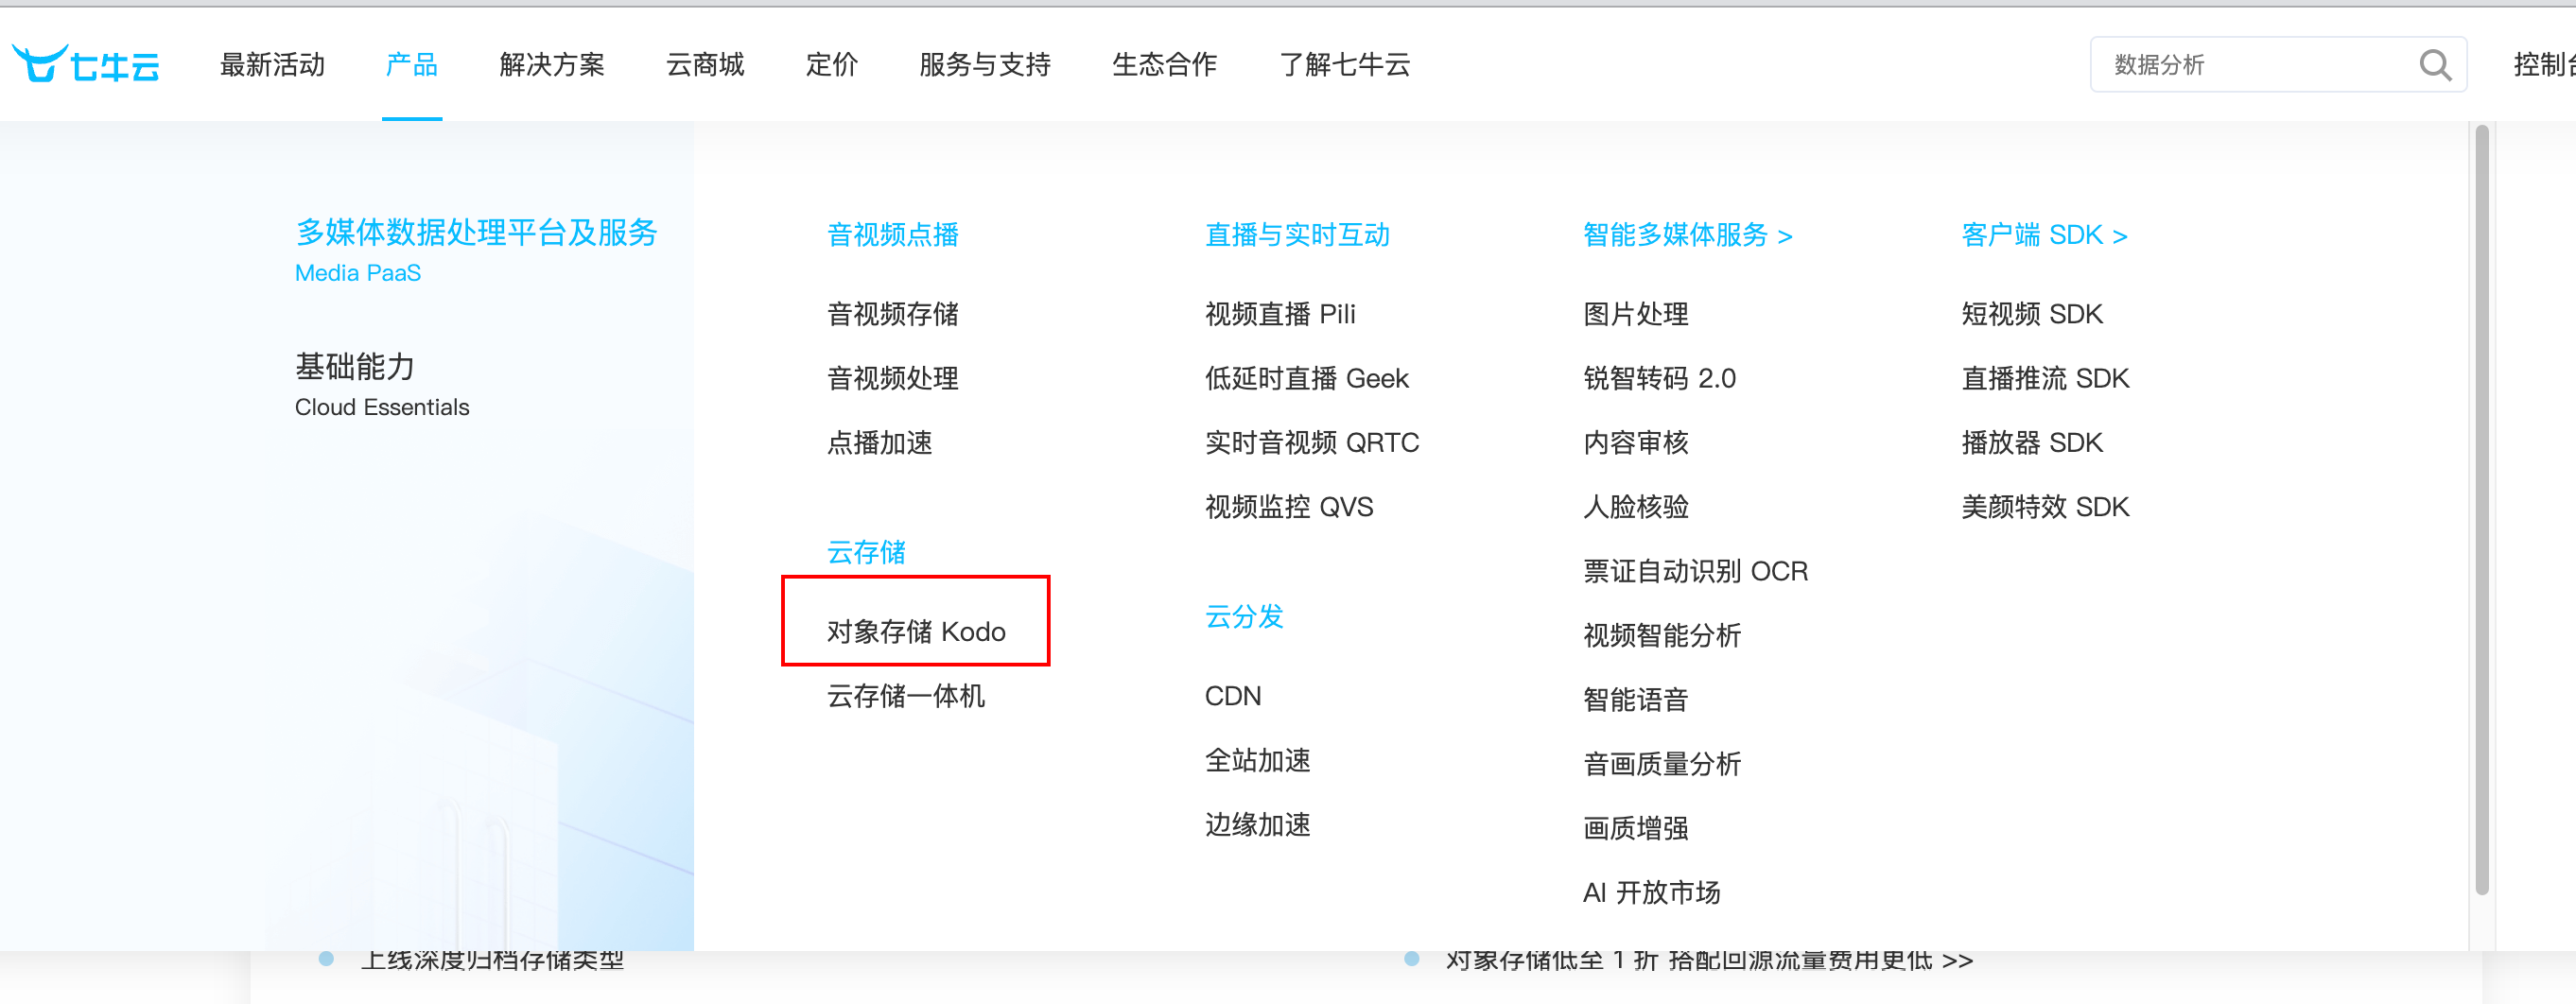 七牛云
最新活动
产品
解决方案
云商城
定价
服务与支持
生态合作
了解七牛云
数据分析
控制台
多媒体数据处理平台及服务
Media PaaS
基础能力
Cloud Essentials
音视频点播
音视频存储
音视频处理
点播加速
云存储
对象存储 Kodo
云存储一体机
直播与实时互动
视频直播 Pili
低延时直播 Geek
实时音视频 QRTC
视频监控 QVS
云分发
CDN
全站加速
边缘加速
智能多媒体服务 >
图片处理
锐智转码 2.0
内容审核
人脸核验
票证自动识别 OCR
视频智能分析
智能语音
音画质量分析
画质增强
AI 开放市场
客户端 SDK >
短视频 SDK
直播推流 SDK
播放器 SDK
美颜特效 SDK
上线深度归档存储类型
对象存储低至 1 折 搭配回源流量费用更低 >>